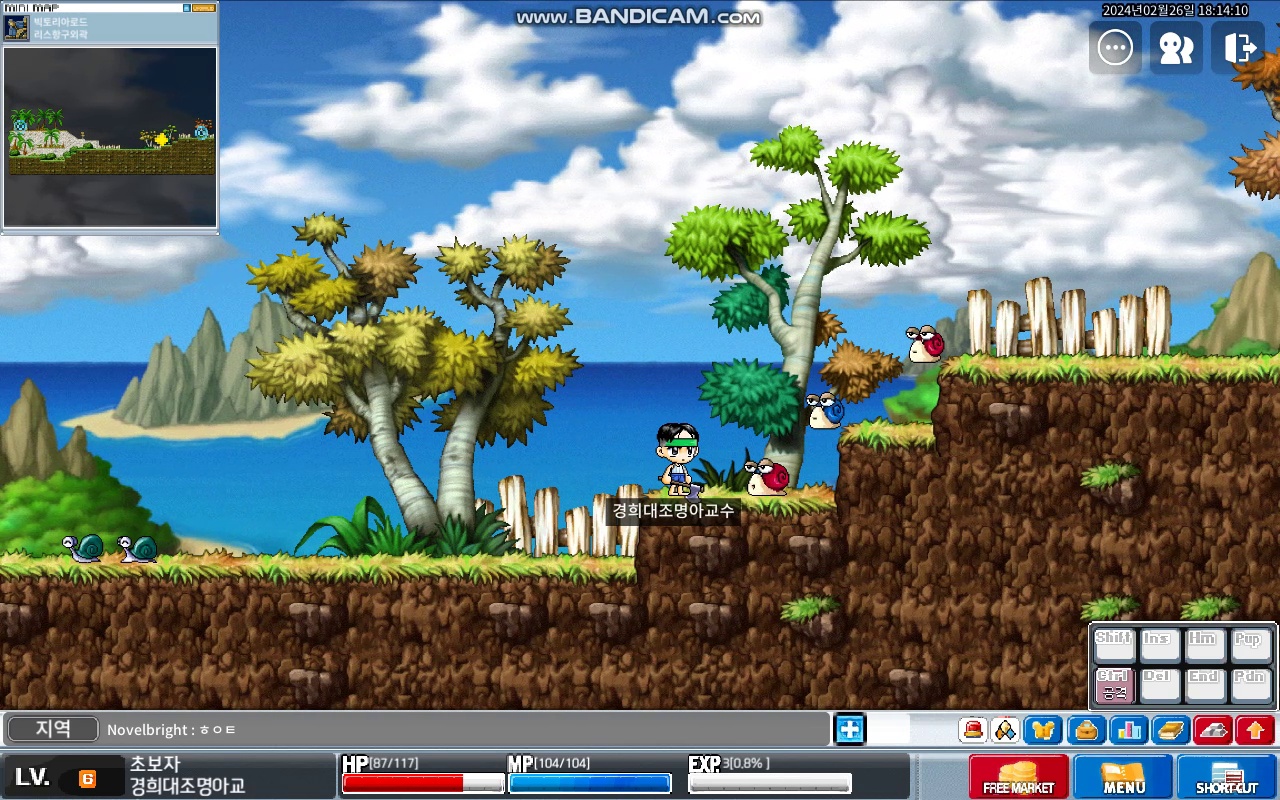 MINI MAP
WORLD
빅토리아로드
리스항구외곽
www.BANDICAM.com
2024년02월26일 18:14:10
경희대조명아교수
Shift Ins Hm Pup
Ctrl Del End Pdn
공격
지역 Novelbright : ㅎㅇㅌ
LV. 6 초보자
경희대조명아교
HP[87/117] MP[104/104] EXP. 3[0.8% ]
FREE MARKET MENU SHORTCUT